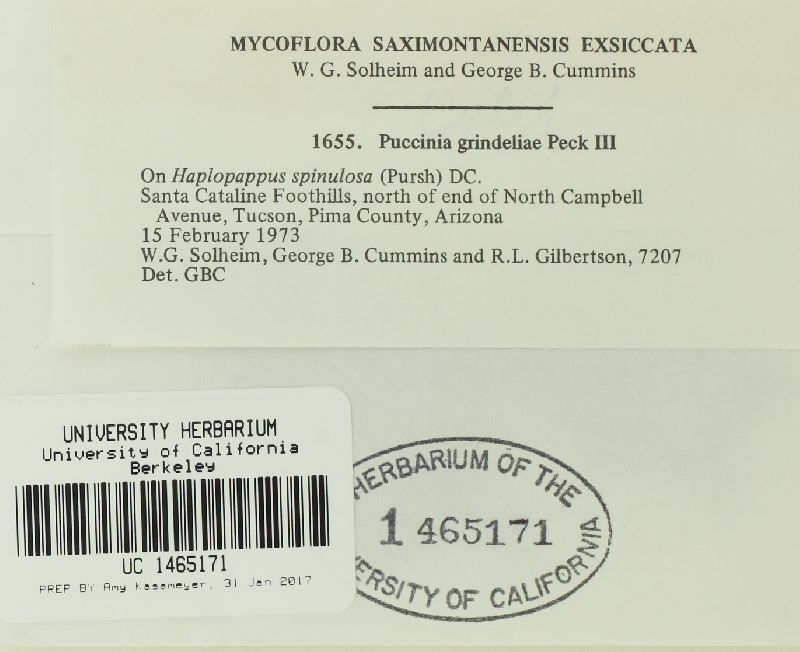 MYCOFLORA SAXIMONTANENSIS EXSICCATA
W. G. Solheim and George B. Cummins
1655. Puccinia grindeliae Peck III
On Haplopappus spinulosa (Pursh) DC.
Santa Cataline Foothills, north of end of North Campbell
Avenue, Tucson, Pima County, Arizona
15 February 1973
W.G. Solheim, George B. Cummins and R.L. Gilbertson, 7207
Det. GBC
UNIVERSITY HERBARIUM
University of California
Berkeley
UC 1465171
PREP BY Amy Kasameyer, 31 Jan 2017
HERBARIUM OF THE
1 465171
ERSITY OF CALIFORNIA